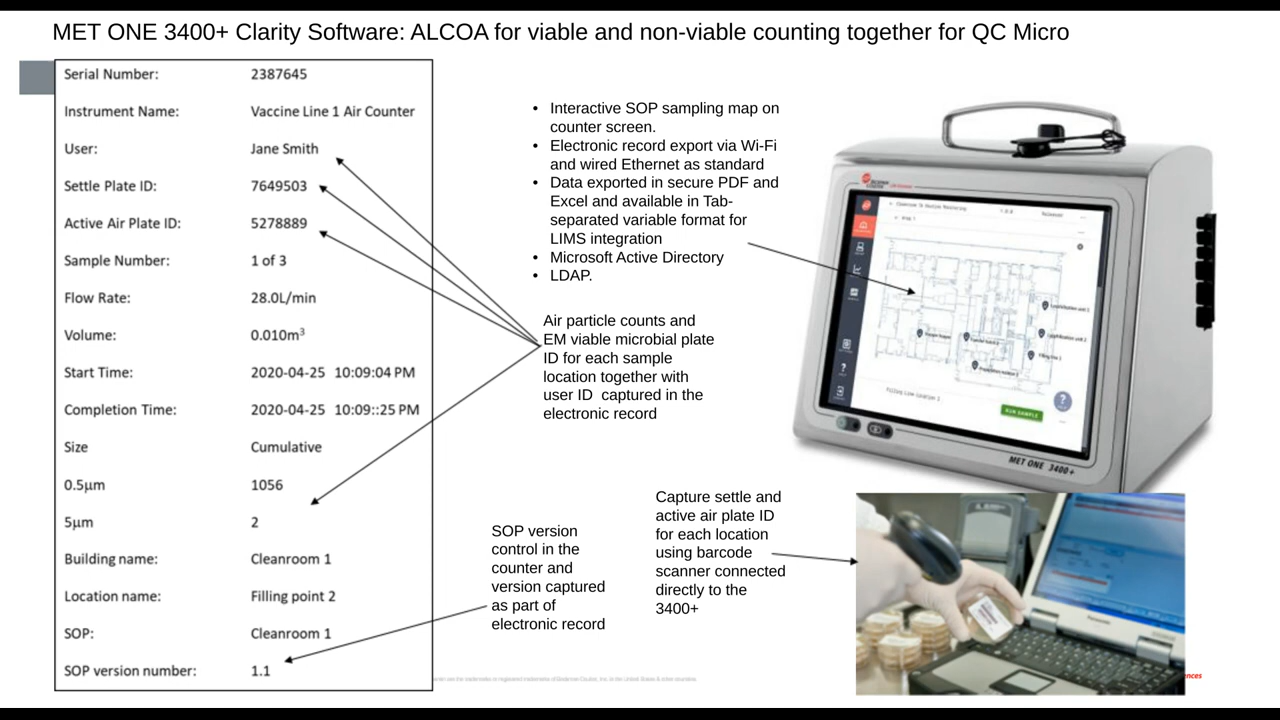 MET ONE 3400+ Clarity Software: ALCOA for viable and non-viable counting together for QC Micro
Serial Number: 2387645
Instrument Name: Vaccine Line 1 Air Counter
User: Jane Smith
Settle Plate ID: 7649503
Active Air Plate ID: 5278889
Sample Number: 1 of 3
Flow Rate: 28.0L/min
Volume: 0.010m³
Start Time: 2020-04-25 10:09:04 PM
Completion Time: 2020-04-25 10:09::25 PM
Size Cumulative
0.5µm 1056
5µm 2
Building name: Cleanroom 1
Location name: Filling point 2
SOP: Cleanroom 1
SOP version number: 1.1
• Interactive SOP sampling map on
counter screen.
• Electronic record export via Wi-Fi
and wired Ethernet as standard
• Data exported in secure PDF and
Excel and available in Tab-
separated variable format for
LIMS integration
• Microsoft Active Directory
• LDAP.
Air particle counts and
EM viable microbial plate
ID for each sample
location together with
user ID captured in the
electronic record
SOP version
control in the
counter and
version captured
as part of
electronic record
Capture settle and
active air plate ID
for each location
using barcode
scanner connected
directly to the
3400+
Filling Line Location 2
RUN SAMPLE
MET ONE 3400+
ences